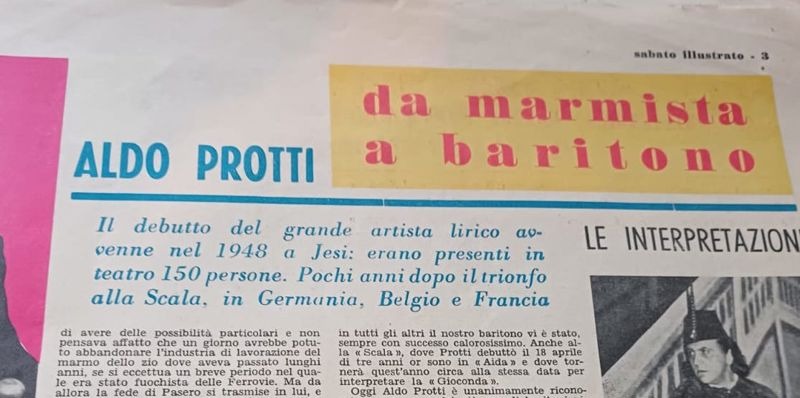 sabato illustrato - 3
ALDO PROTTI
da marmista
a baritono
Il debutto del grande artista lirico av-
venne nel 1948 a Jesi: erano presenti in
teatro 150 persone. Pochi anni dopo il trionfo
alla Scala, in Germania, Belgio e Francia
LE INTERPRETAZION
di avere delle possibilità particolari e non
pensava affatto che un giorno avrebbe potu-
to abbandonare l'industria di lavorazione del
marmo dello zio dove aveva passato lunghi
anni, se si eccettua un breve periodo nel qua-
le era stato fuochista delle Ferrovie. Ma da
allora la fede di Pasero si trasmise in lui, e
in tutti gli altri il nostro baritono vi è stato,
sempre con successo calorosissimo. Anche al-
la « Scala », dove Protti debuttò il 18 aprile
di tre anni or sono in « Aida » e dove tor-
nerà quest'anno circa alla stessa data per
interpretare la « Gioconda ».
Oggi Aldo Protti è unanimamente ricono-